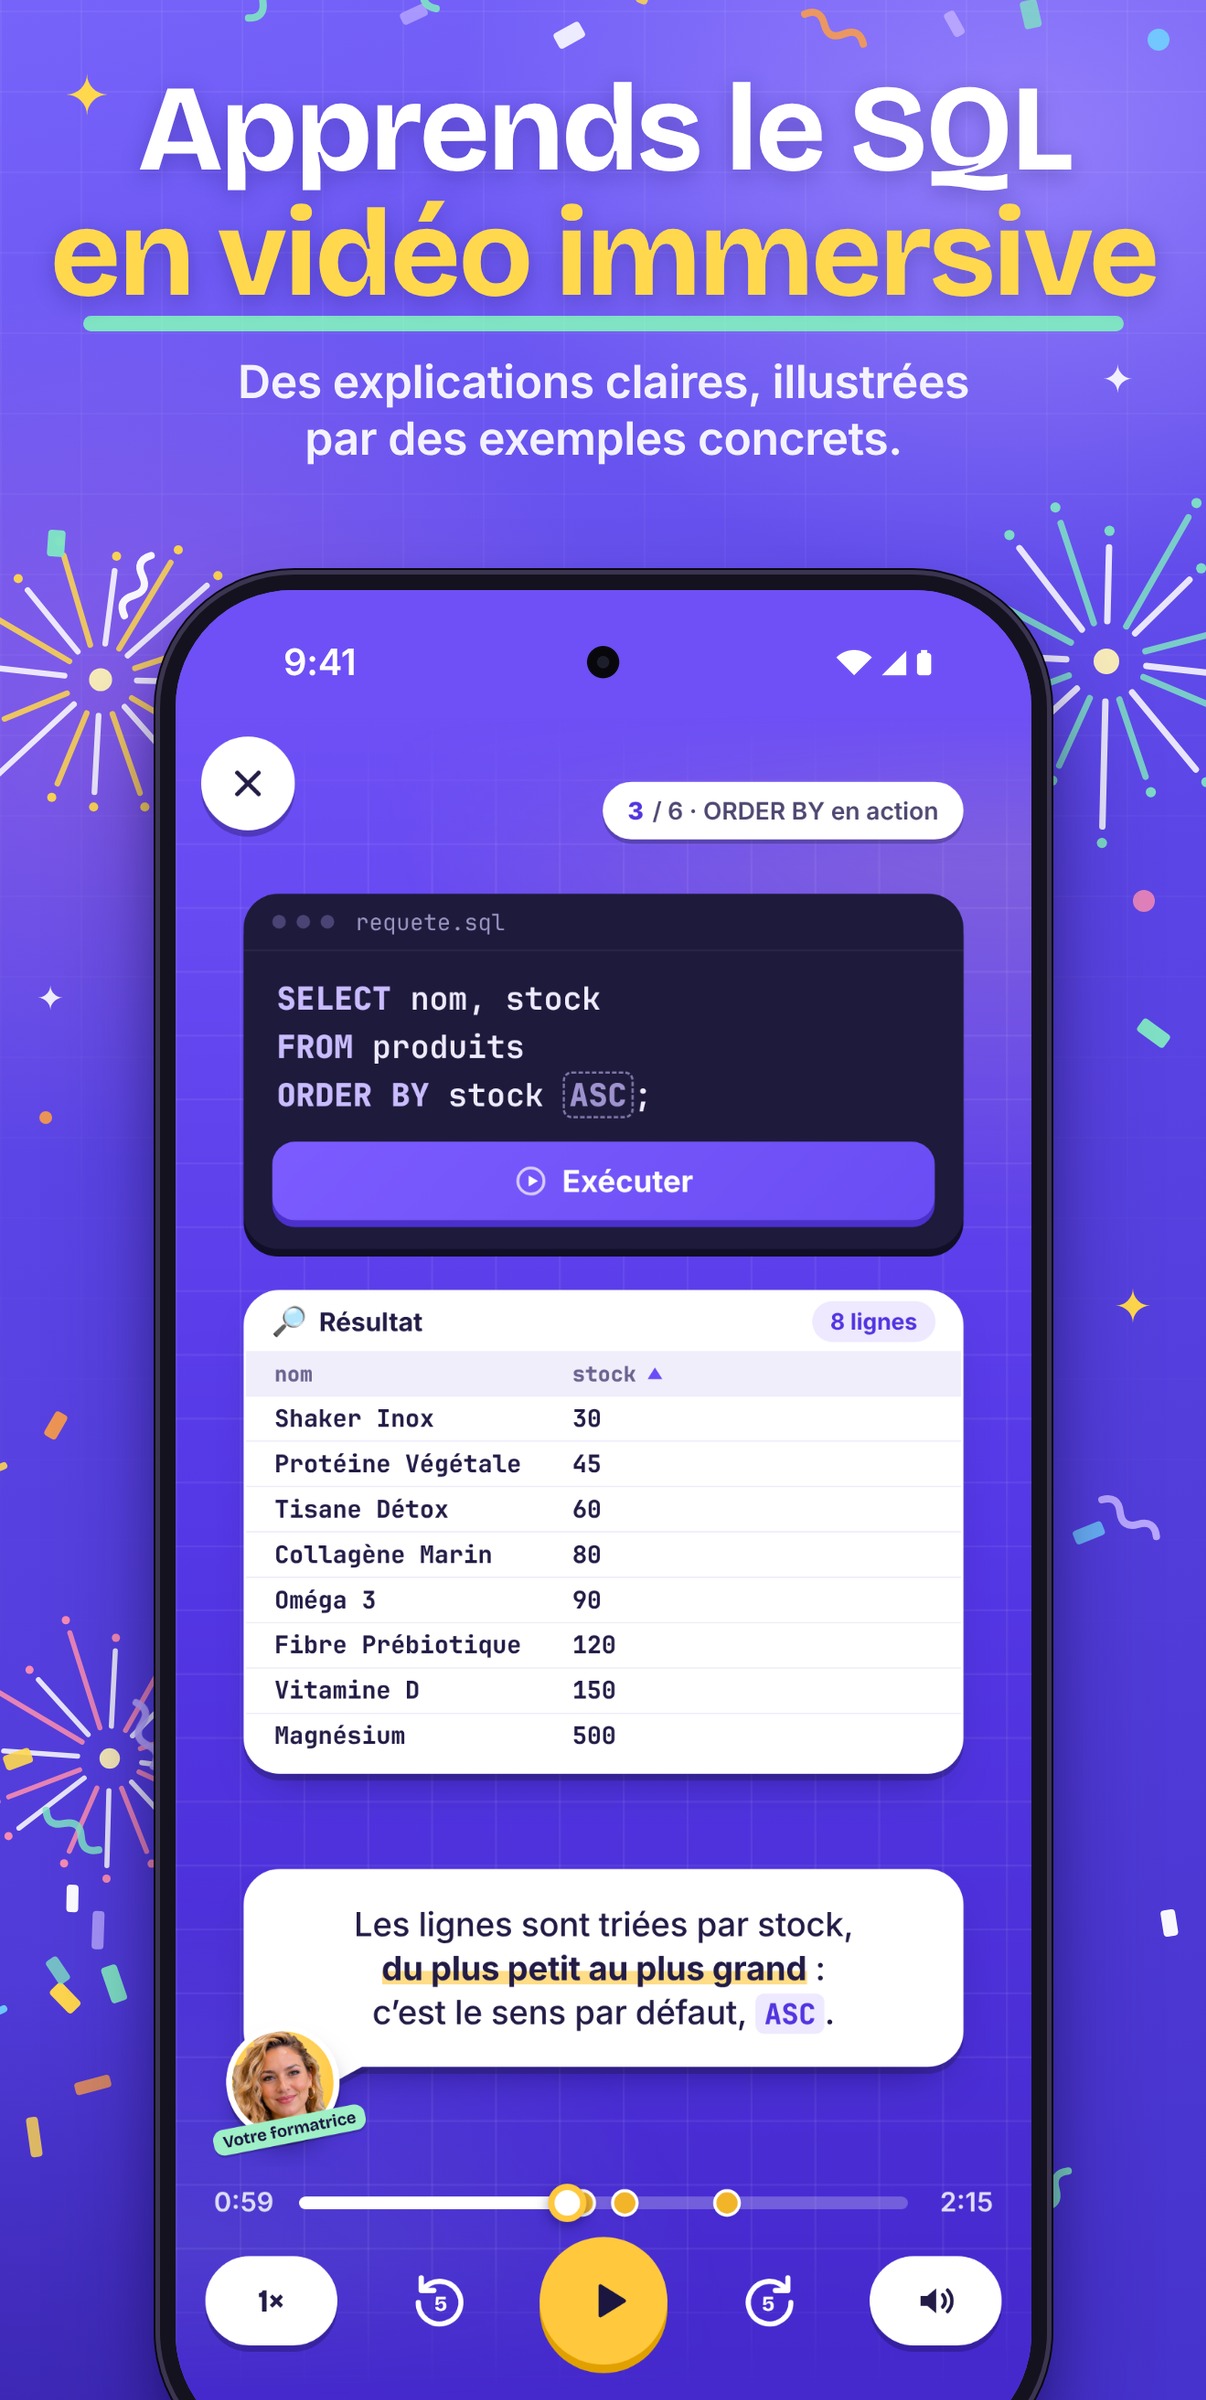 Apprends le SQL
en vidéo immersive
Des explications claires, illustrées
par des exemples concrets.
9:41
3 / 6 · ORDER BY en action
requete.sql
SELECT nom, stock
FROM produits
ORDER BY stock ASC;
Exécuter
Résultat
8 lignes
nom stock ▲
Shaker Inox 30
Protéine Végétale 45
Tisane Détox 60
Collagène Marin 80
Oméga 3 90
Fibre Prébiotique 120
Vitamine D 150
Magnésium 500
Les lignes sont triées par stock,
du plus petit au plus grand :
c’est le sens par défaut, ASC.
Votre formatrice
0:59 2:15
1× 5 5